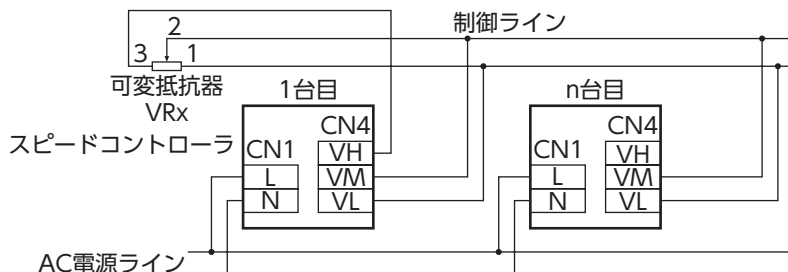 制御ライン
2
3
1
可変抵抗器
VRx
1台目
n台目
スピードコントローラ
CN1
CN4
VH
L
VM
N
VL
CN1
CN4
VH
L
VM
N
VL
AC電源ライン